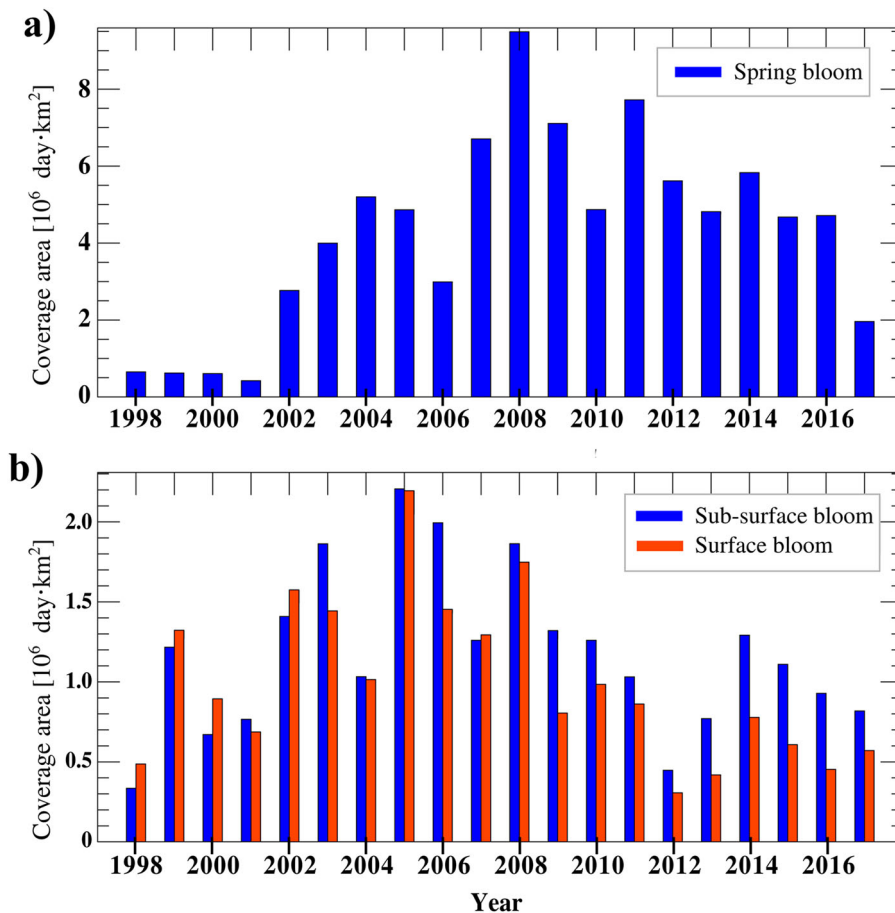 a)
Coverage area [10⁶ day·km²]
8
6
4
2
0
Spring bloom
1998 2000 2002 2004 2006 2008 2010 2012 2014 2016
b)
Coverage area [10⁶ day·km²]
2.0
1.5
1.0
0.5
0
Sub-surface bloom
Surface bloom
1998 2000 2002 2004 2006 2008 2010 2012 2014 2016
Year